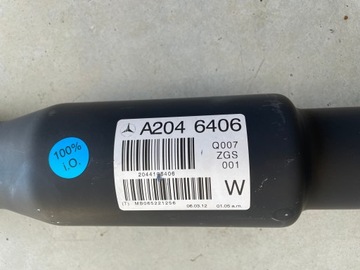 100%
i.O.
A204 6406
Q007
ZGS
001
W
(T) MB065221256
06.03.12
01.05 a.m.